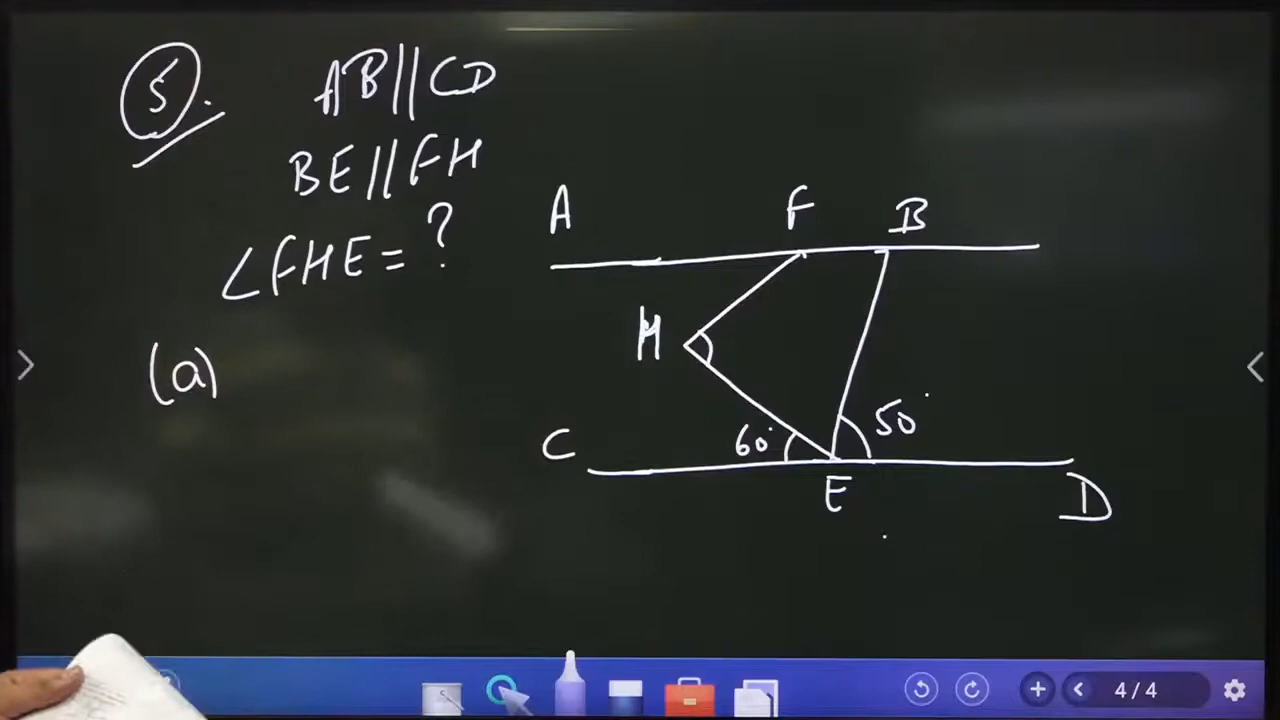 5.
AB||CD
BE||FH
∠FHE = ?
(a)
A F B
H
60° 50°
C
E D
4/4